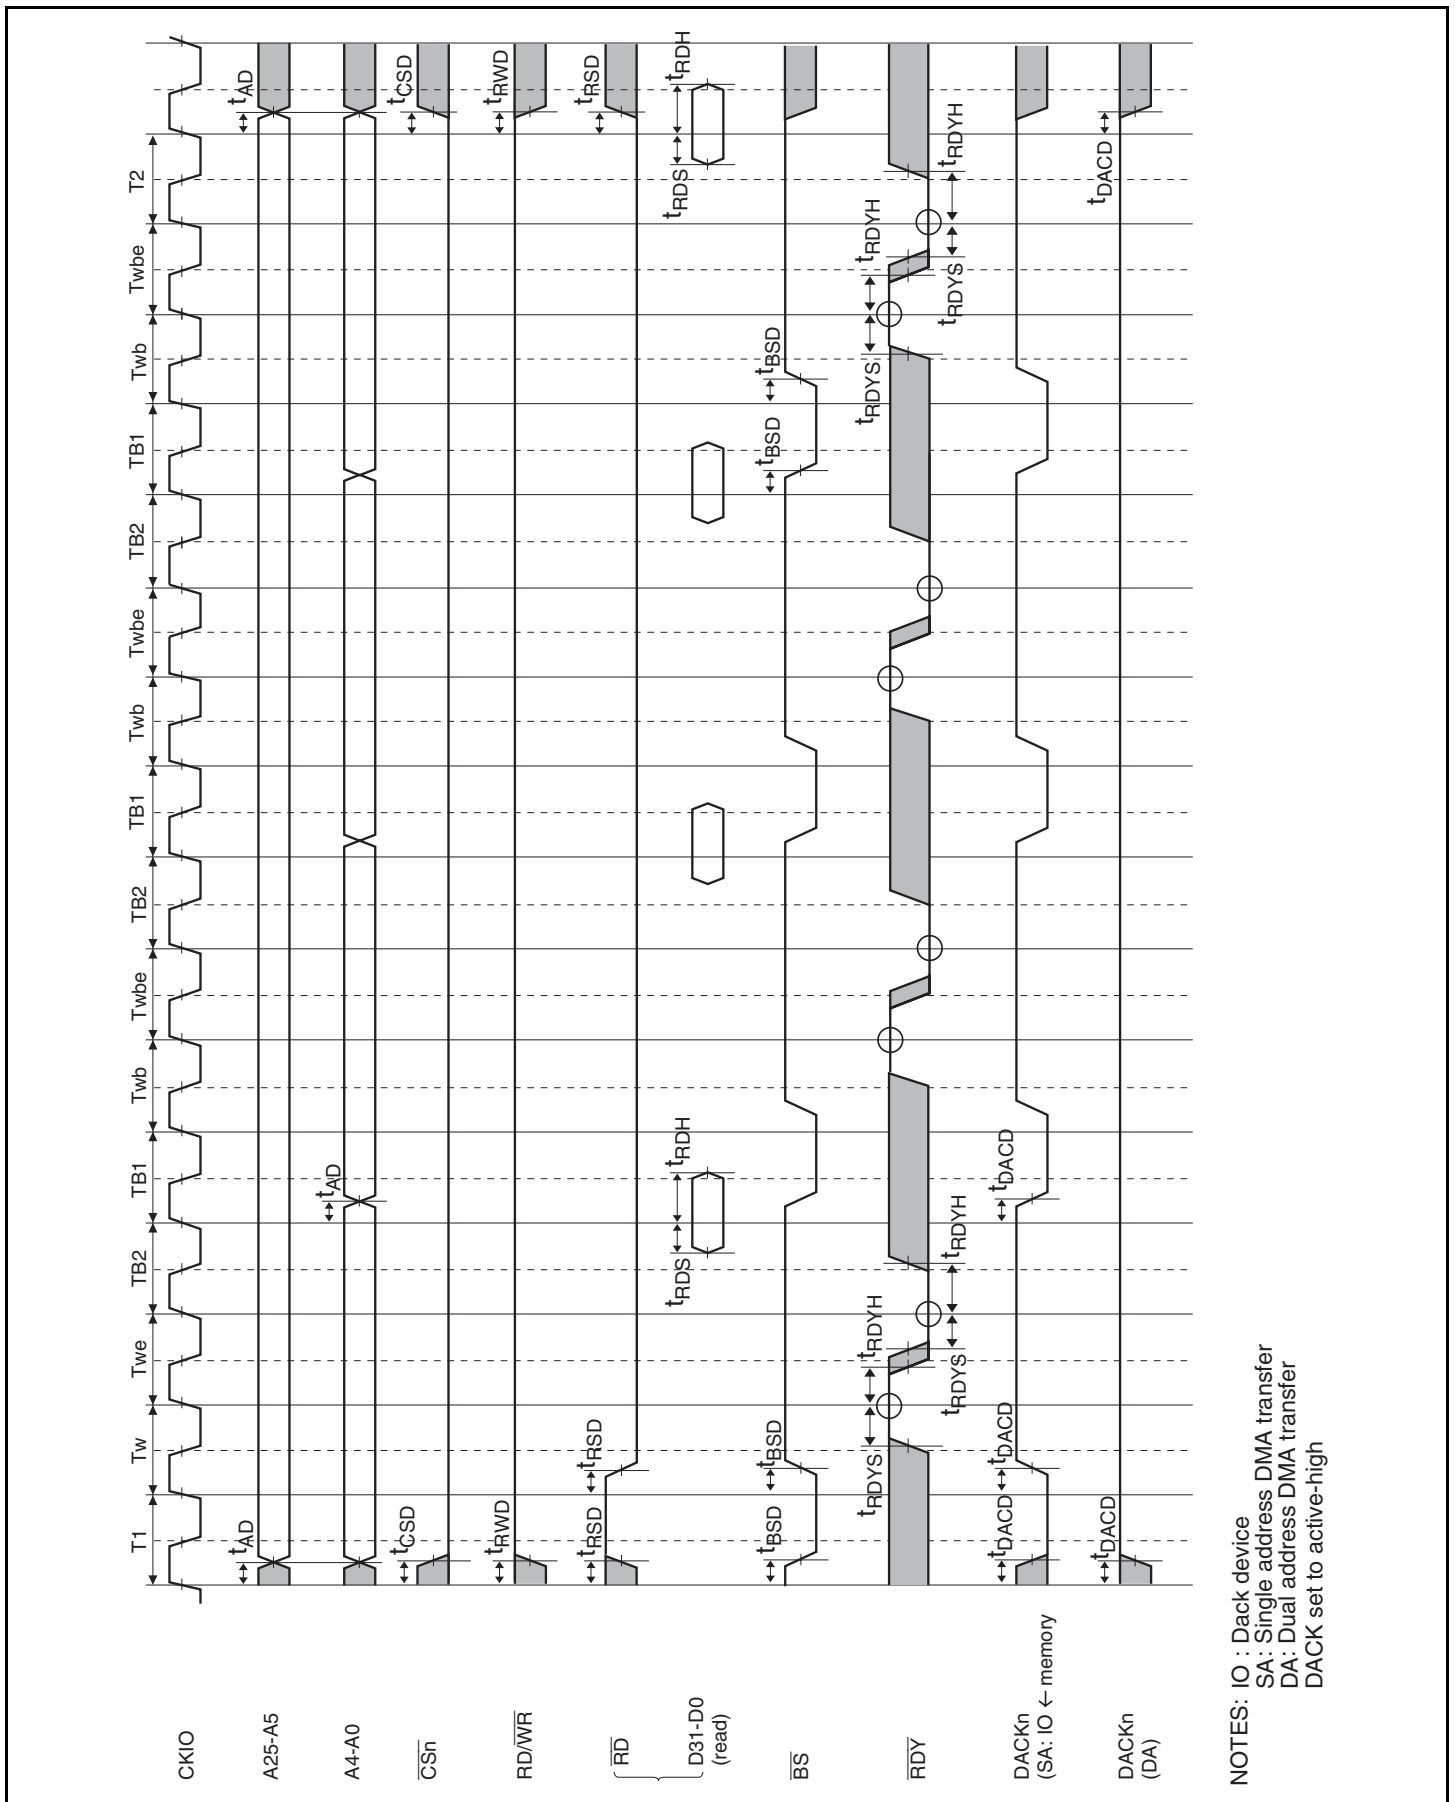 T1
Tw
Twe
TB2
TB1
Twb
Twbe
TB2
TB1
Twb
Twbe
TB2
TB1
Twb
Twbe
T2
CKIO
tAD
tAD
A25-A5
tAD
A4-A0
tCSD
tCSD
CSn
tRWD
tRWD
RD/WR
tRSD
tRSD
tRSD
RD
tRDS
tRDH
tRDS
tRDH
D31-D0
(read)
tBSD
tBSD
tBSD
tBSD
BS
tRDYS
tRDYH
tRDYS
tRDYH
RDY
tRDYS
tRDYH
tRDYS
tRDYH
tDACD
tDACD
tDACD
DACKn
(SA: IO ← memory
tDACD
tDACD
DACKn
(DA)
NOTES: IO : Dack device
SA: Single address DMA transfer
DA: Dual address DMA transfer
DACK set to active-high